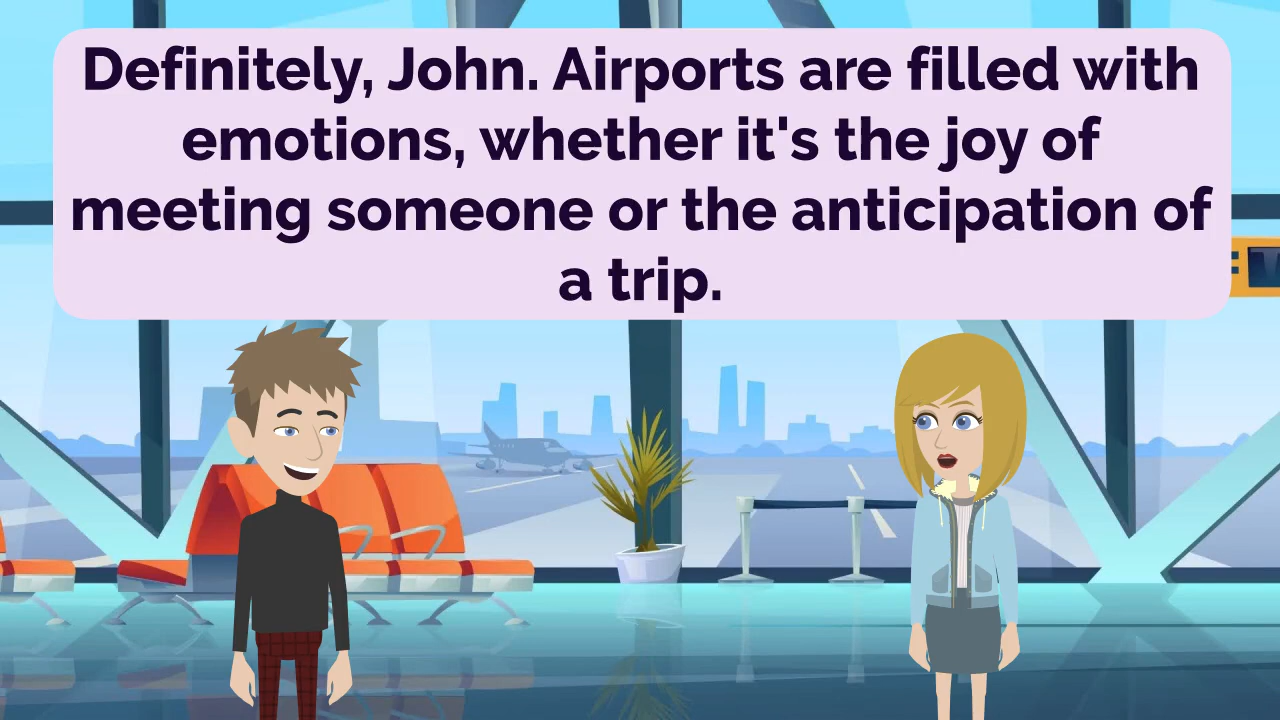 Definitely, John. Airports are filled with
emotions, whether it's the joy of
meeting someone or the anticipation of
a trip.